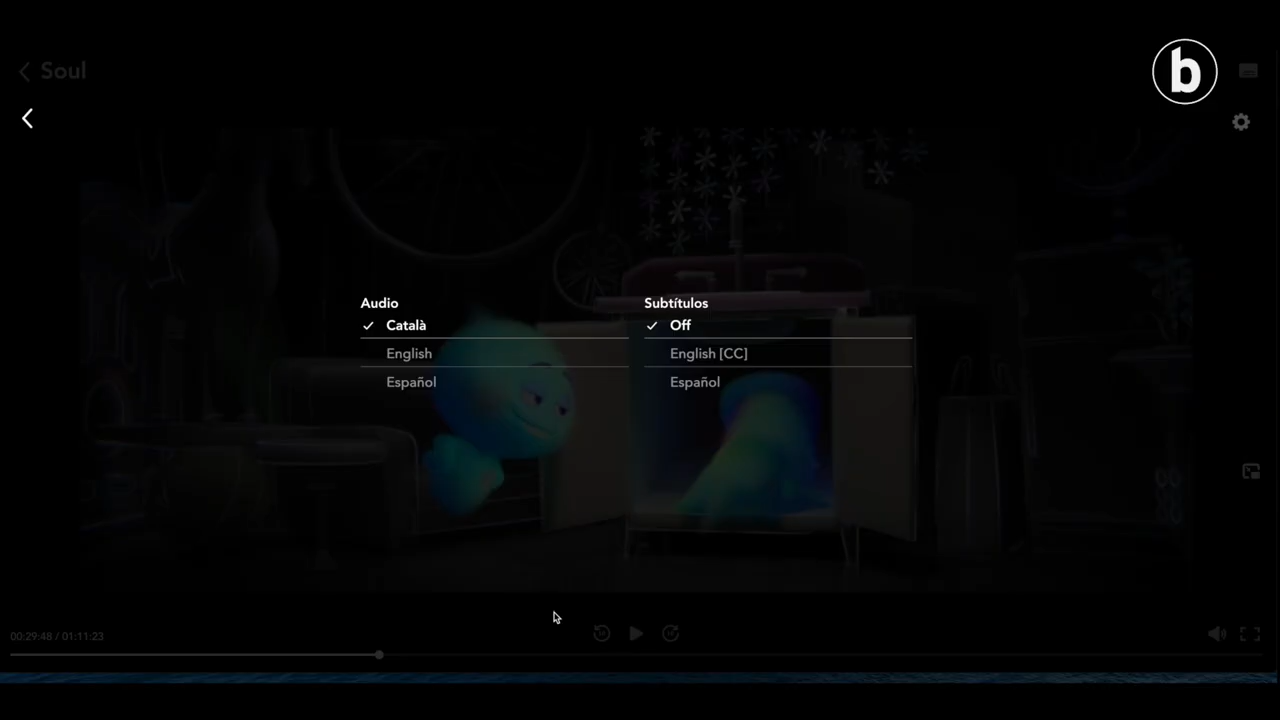 Soul
b
Audio
Català
English
Español
Subtítulos
Off
English [CC]
Español
00:29:48 / 01:11:23